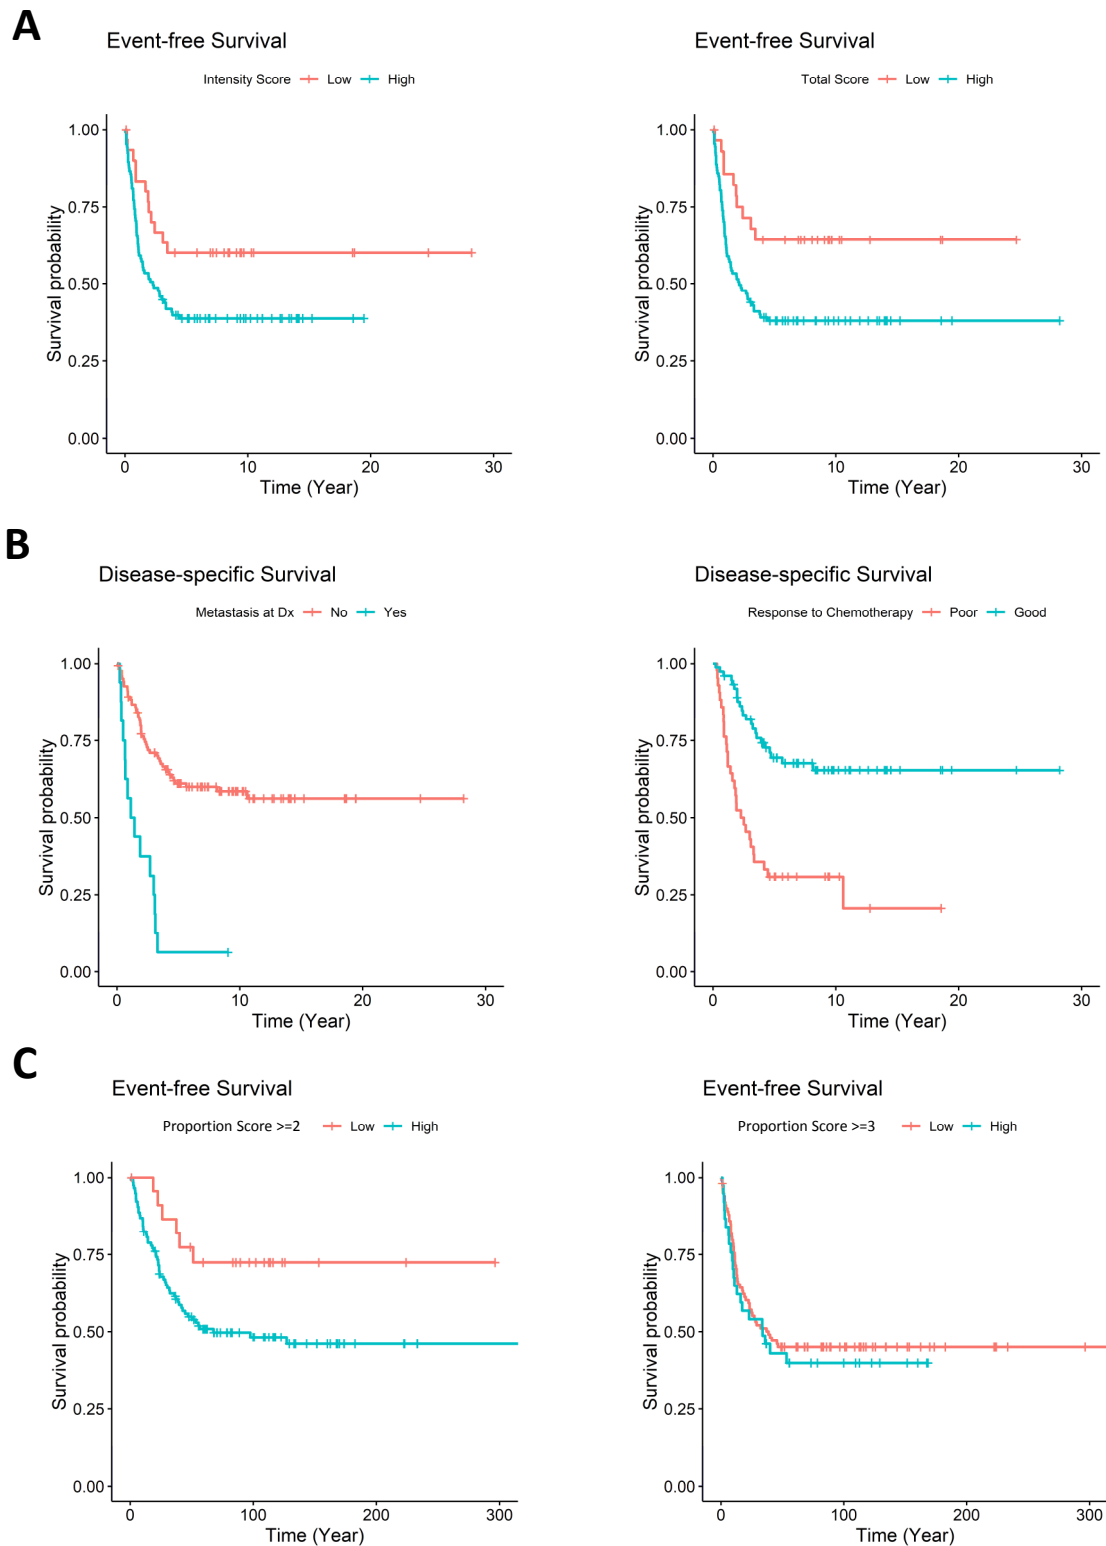 A
Event-free Survival
Intensity Score Low High
Survival probability
1.00
0.75
0.50
0.25
0.00
0 10 20 30
Time (Year)
Event-free Survival
Total Score Low High
Survival probability
1.00
0.75
0.50
0.25
0.00
0 10 20 30
Time (Year)
B
Disease-specific Survival
Metastasis at Dx No Yes
Survival probability
1.00
0.75
0.50
0.25
0.00
0 10 20 30
Time (Year)
Disease-specific Survival
Response to Chemotherapy Poor Good
Survival probability
1.00
0.75
0.50
0.25
0.00
0 10 20 30
Time (Year)
C
Event-free Survival
Proportion Score >=2 Low High
Survival probability
1.00
0.75
0.50
0.25
0.00
0 100 200 300
Time (Year)
Event-free Survival
Proportion Score >=3 Low High
Survival probability
1.00
0.75
0.50
0.25
0.00
0 100 200 300
Time (Year)